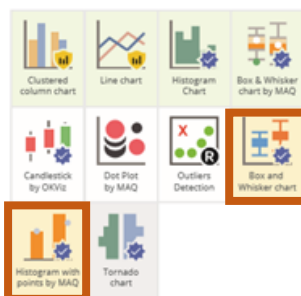 Clustered
column chart
Line chart
Histogram
Chart
Box & Whisker
chart by MAQ
Candlestick
by OKViz
Dot Plot
by MAQ
X
R
Outliers
Detection
Box and
Whisker chart
Histogram with
points by MAQ
Tornado
chart